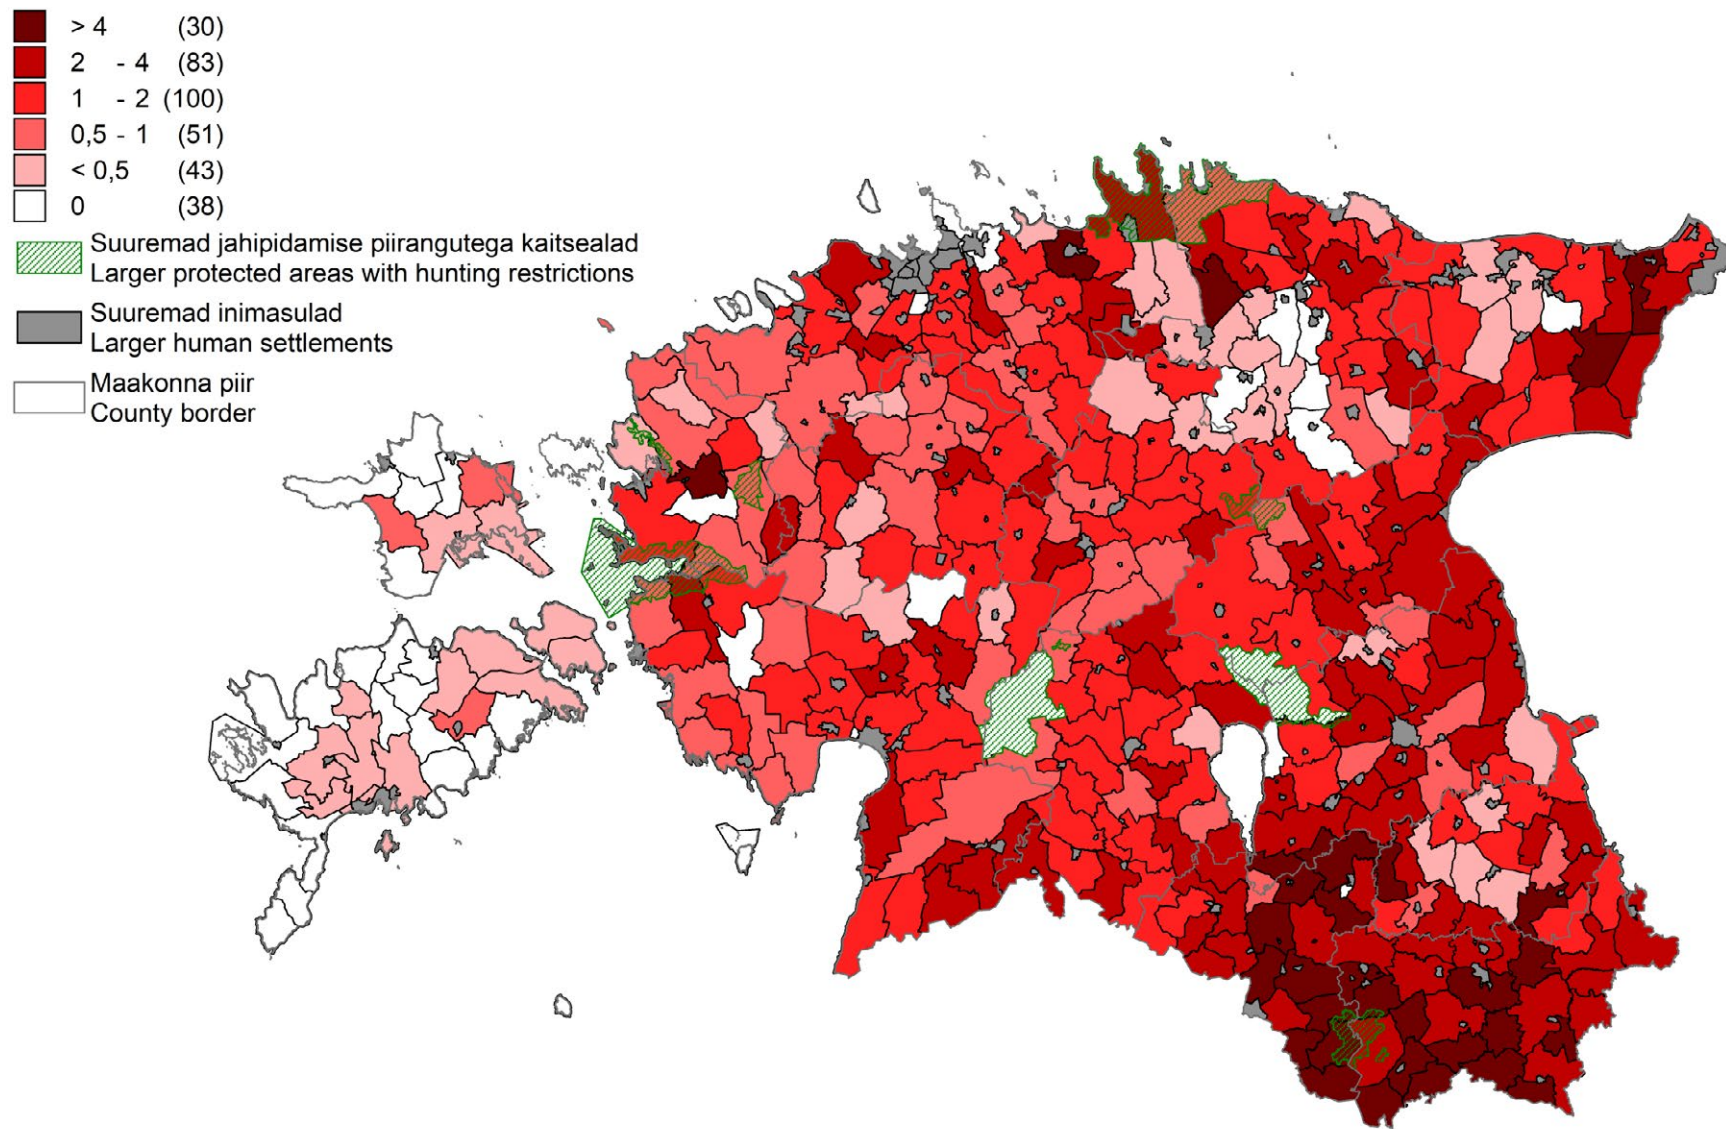 > 4 (30)
2 - 4 (83)
1 - 2 (100)
0,5 - 1 (51)
< 0,5 (43)
0 (38)
Suuremad jahipidamise piirangutega kaitsealad
Larger protected areas with hunting restrictions
Suuremad inimasulad
Larger human settlements
Maakonna piir
County border